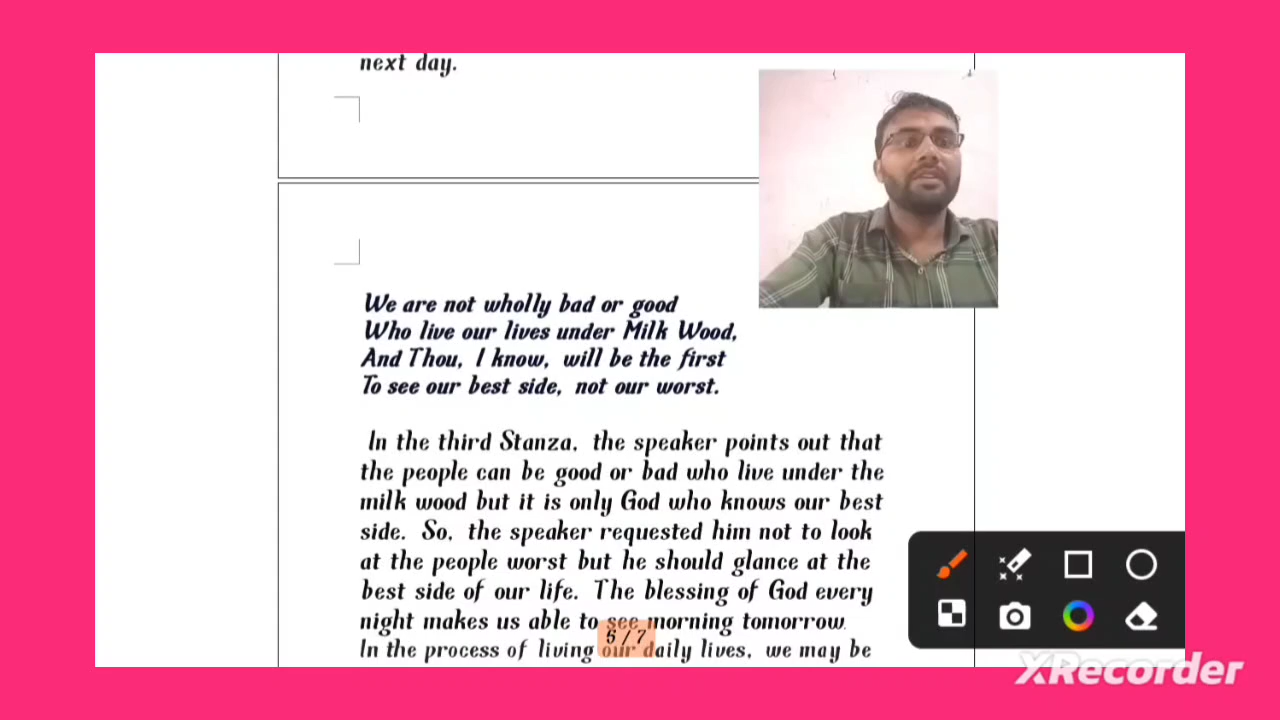 next day.
We are not wholly bad or good
Who live our lives under Milk Wood,
And Thou, I know, will be the first
To see our best side, not our worst.
In the third Stanza, the speaker points out that
the people can be good or bad who live under the
milk wood but it is only God who knows our best
side. So, the speaker requested him not to look
at the people worst but he should glance at the
best side of our life. The blessing of God every
night makes us able to see morning tomorrow.
5 / 7
In the process of living our daily lives, we may be
XRecorder